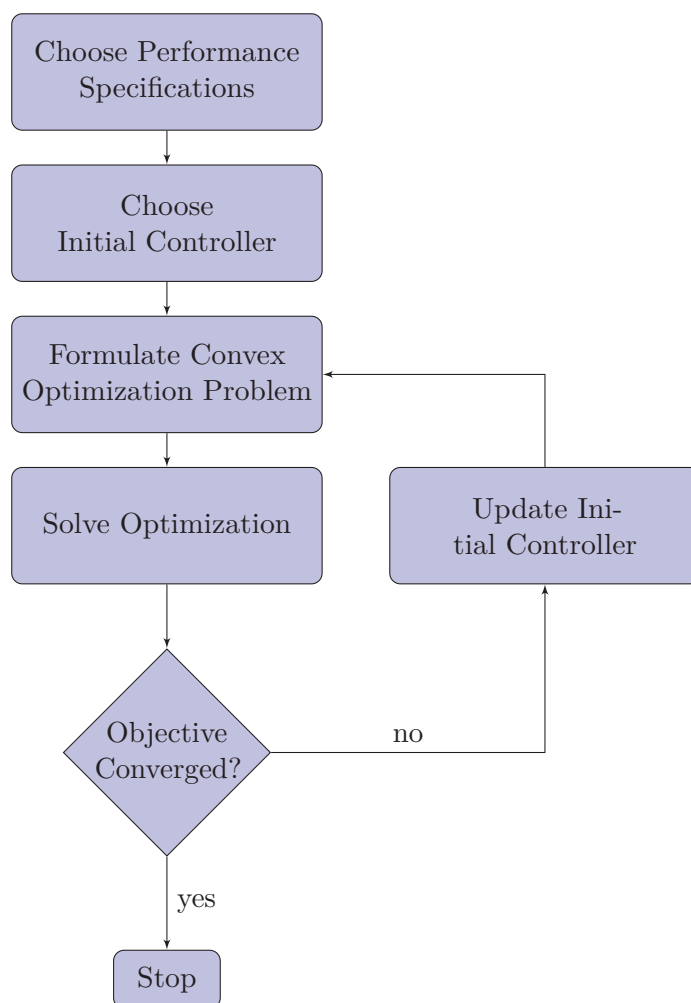 Choose Performance
Specifications
Choose
Initial Controller
Formulate Convex
Optimization Problem
Solve Optimization
Update Ini-
tial Controller
Objective
Converged?
no
yes
Stop